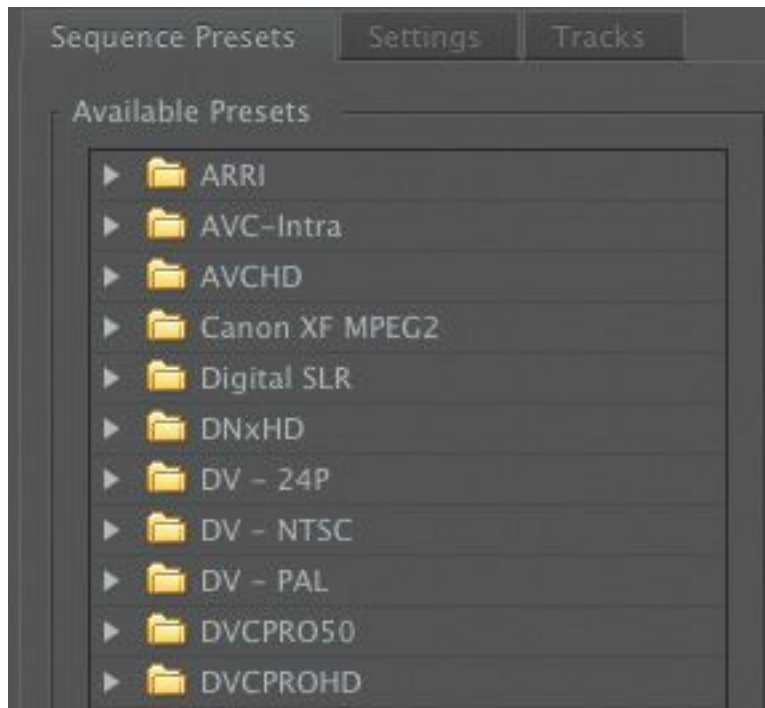 Sequence Presets Settings Tracks
Available Presets
ARRI
AVC-Intra
AVCHD
Canon XF MPEG2
Digital SLR
DNxHD
DV - 24P
DV - NTSC
DV - PAL
DVCPRO50
DVCPROHD